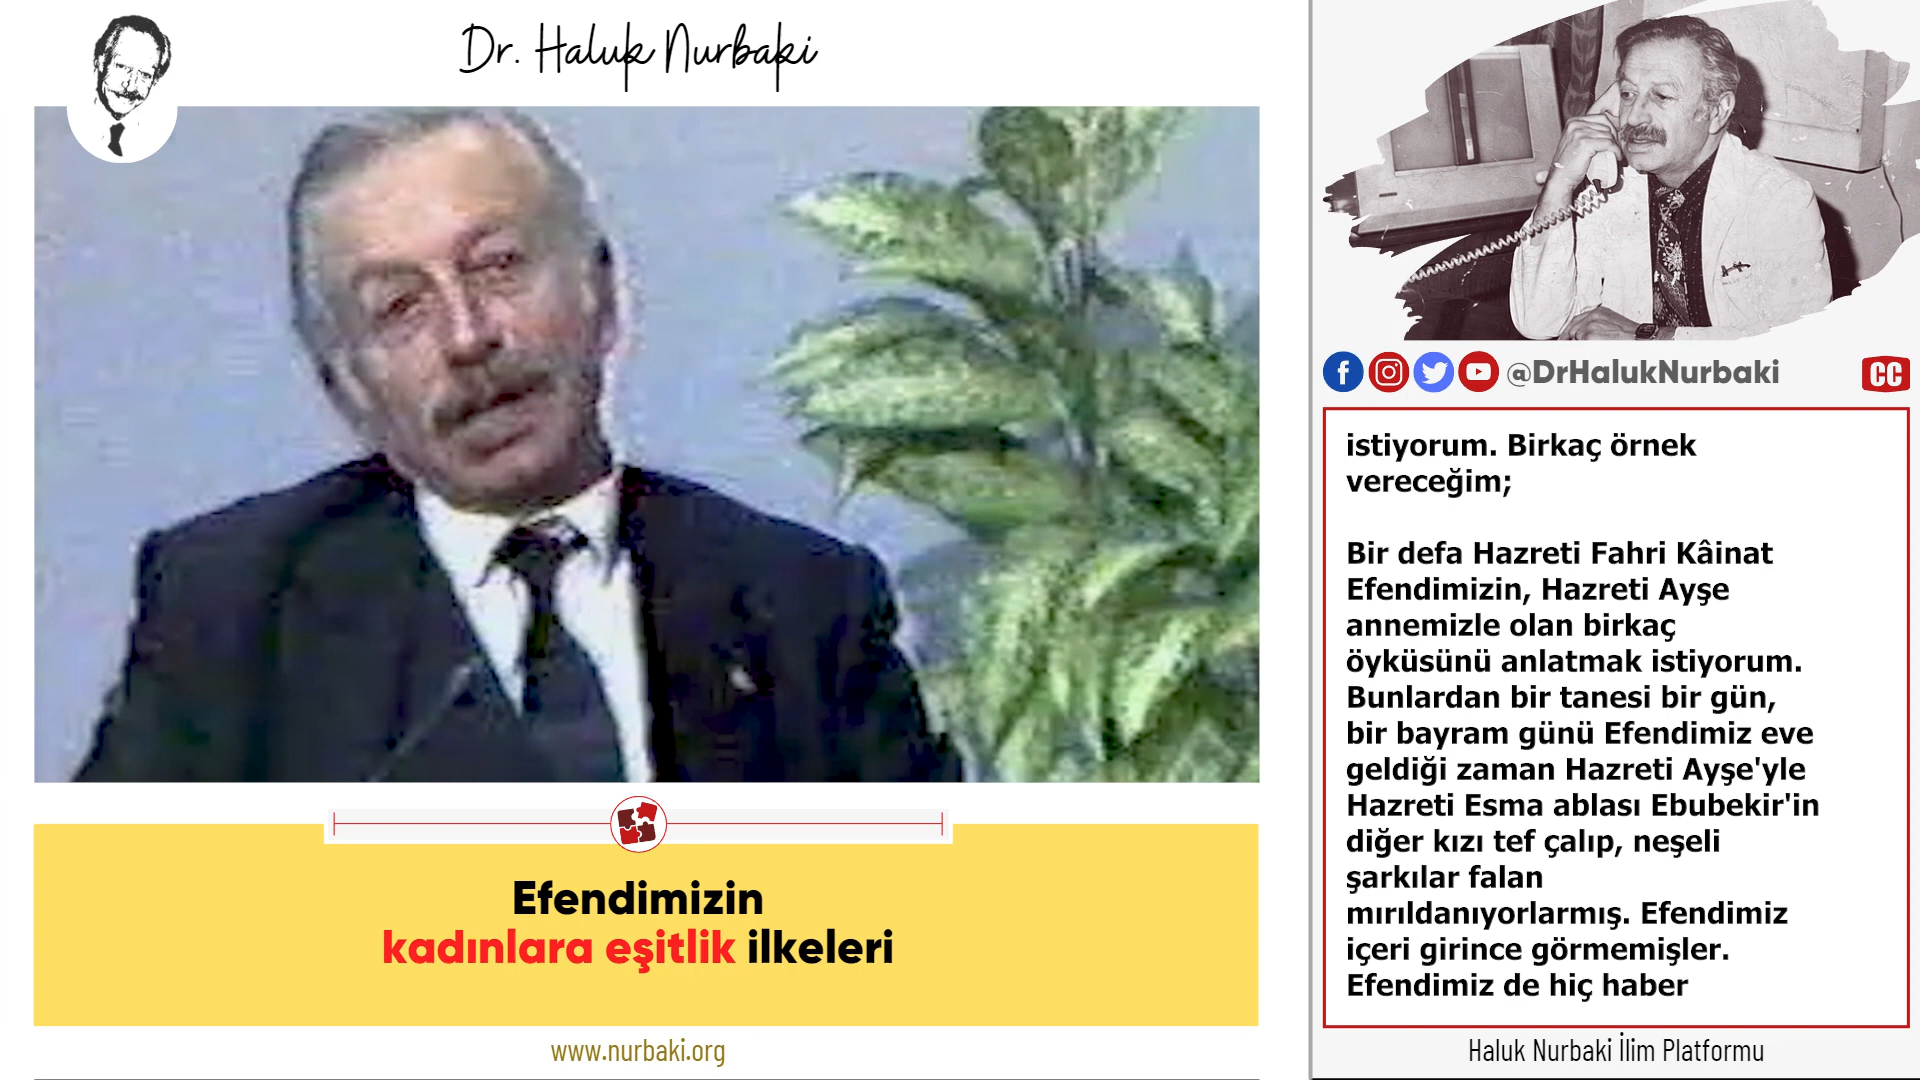 Dr. Haluk Nurbaki
Efendimizin
kadınlara eşitlik ilkeleri
www.nurbaki.org
@DrHalukNurbaki
CC
istiyorum. Birkaç örnek
vereceğim;
Bir defa Hazreti Fahri Kâinat
Efendimizin, Hazreti Ayşe
annemizle olan birkaç
öyküsünü anlatmak istiyorum.
Bunlardan bir tanesi bir gün,
bir bayram günü Efendimiz eve
geldiği zaman Hazreti Ayşe'yle
Hazreti Esma ablası Ebubekir'in
diğer kızı tef çalıp, neşeli
şarkılar falan
mırıldanıyorlarmış. Efendimiz
içeri girince görmemişler.
Efendimiz de hiç haber
Haluk Nurbaki İlim Platformu